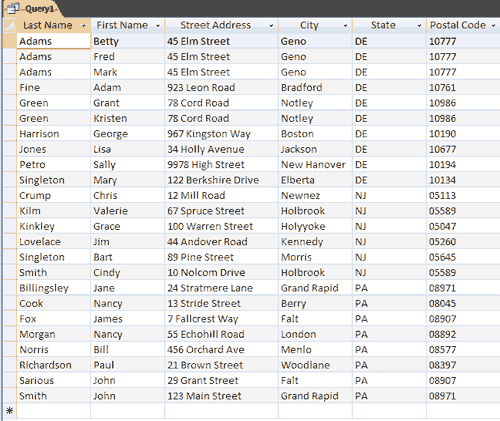 Query1
Last Name First Name Street Address City State Postal Code
Adams Betty 45 Elm Street Geno DE 10777
Adams Fred 45 Elm Street Geno DE 10777
Adams Mark 45 Elm Street Geno DE 10777
Fine Adam 923 Leon Road Bradford DE 10761
Green Grant 78 Cord Road Notley DE 10986
Green Kristen 78 Cord Road Notley DE 10986
Harrison George 967 Kingston Way Boston DE 10190
Jones Lisa 34 Holly Avenue Jackson DE 10677
Petro Sally 9978 High Street New Hanover DE 10194
Singleton Mary 122 Berkshire Drive Elberta DE 10134
Crump Chris 12 Mill Road Newnez NJ 05113
Kilm Valerie 67 Spruce Street Holbrook NJ 05589
Kinkley Grace 100 Warren Street Holyyoke NJ 05047
Lovelace Jim 44 Andover Road Kennedy NJ 05260
Singleton Bart 89 Pine Street Morris NJ 05645
Smith Cindy 10 Nolcom Drive Holbrook NJ 05589
Billingsley Jane 24 Stratmere Lane Grand Rapid PA 08971
Cook Nancy 13 Stride Street Berry PA 08045
Fox James 7 Fallcrest Way Falt PA 08907
Morgan Nancy 55 Echohill Road London PA 08892
Norris Bill 456 Orchard Ave Menlo PA 08577
Richardson Paul 21 Brown Street Woodlane PA 08397
Sarious John 29 Grant Street Falt PA 08907
Smith John 123 Main Street Grand Rapid PA 08971